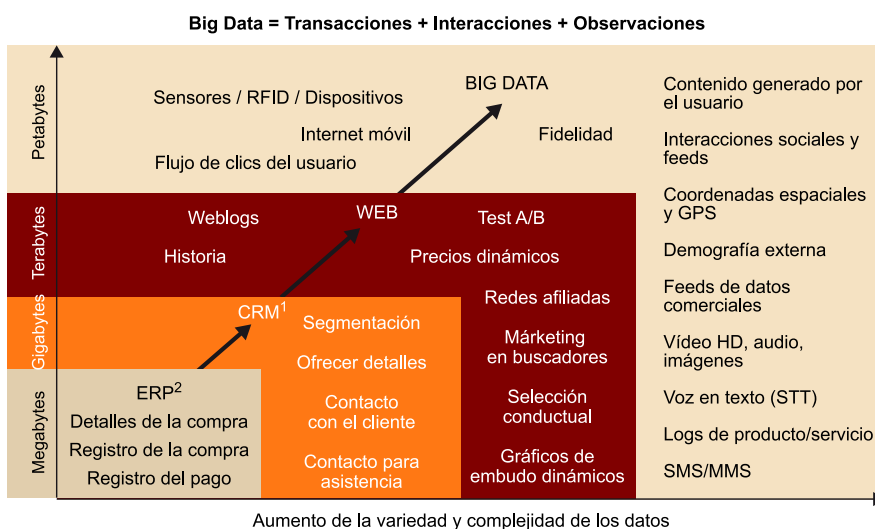 Big Data = Transacciones + Interacciones + Observaciones
Petabytes
Sensores / RFID / Dispositivos
BIG DATA
Internet móvil
Fidelidad
Flujo de clics del usuario
Contenido generado por
el usuario
Interacciones sociales y
feeds
Coordenadas espaciales
y GPS
Demografía externa
Feeds de datos
comerciales
Vídeo HD, audio,
imágenes
Voz en texto (STT)
Logs de producto/servicio
SMS/MMS
Terabytes
Weblogs
WEB
Test A/B
Historia
Precios dinámicos
Redes afiliadas
Márketing
en buscadores
Selección
conductual
Gráficos de
embudo dinámicos
Gigabytes
CRM1
Segmentación
Ofrecer detalles
Contacto
con el cliente
Contacto para
asistencia
Megabytes
ERP2
Detalles de la compra
Registro de la compra
Registro del pago
Aumento de la variedad y complejidad de los datos